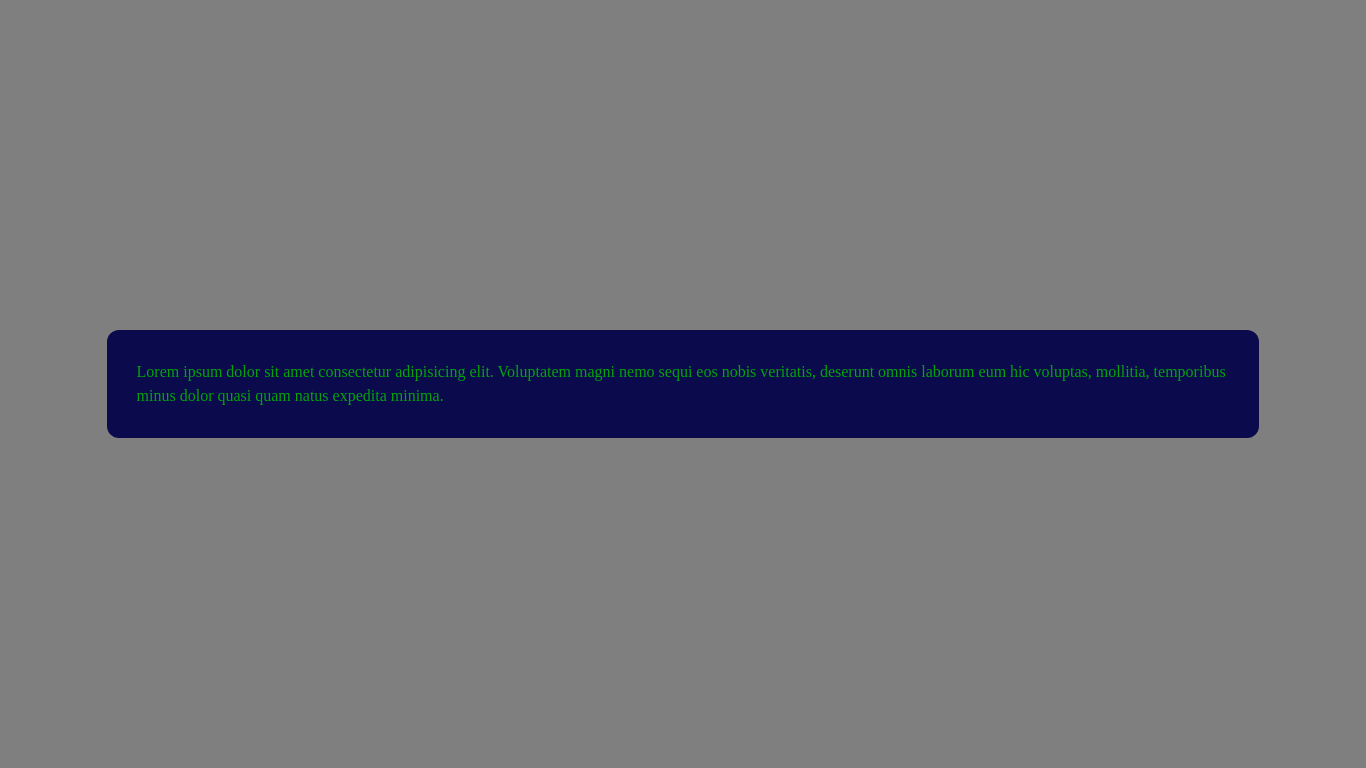 Lorem ipsum dolor sit amet consectetur adipisicing elit. Voluptatem magni nemo sequi eos nobis veritatis, deserunt omnis laborum eum hic voluptas, mollitia, temporibus
minus dolor quasi quam natus expedita minima.